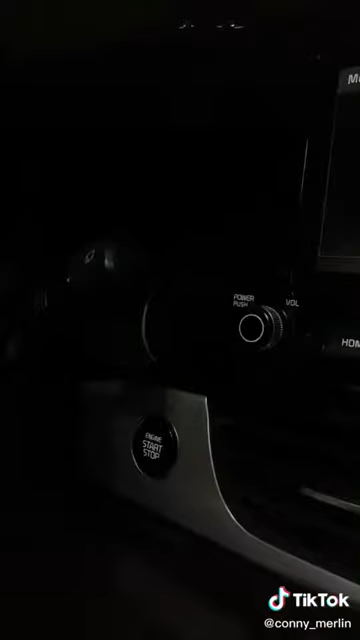 POWER
PUSH
VOL
ENGINE
START
STOP
TikTok
@conny_merlin